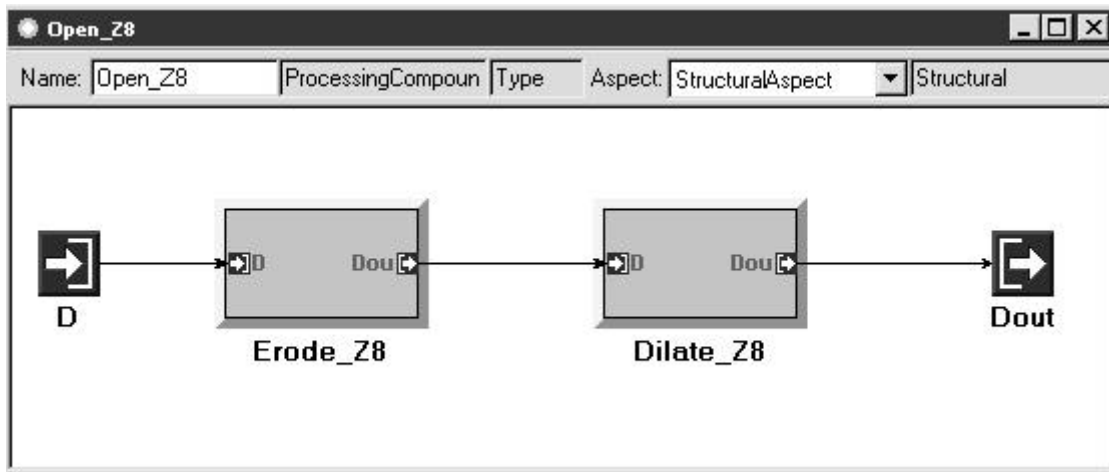 Open_Z8
Name: Open_Z8 ProcessingCompoun Type Aspect: StructuralAspect Structural
D Dou D Dou
D Dout
Erode_Z8 Dilate_Z8